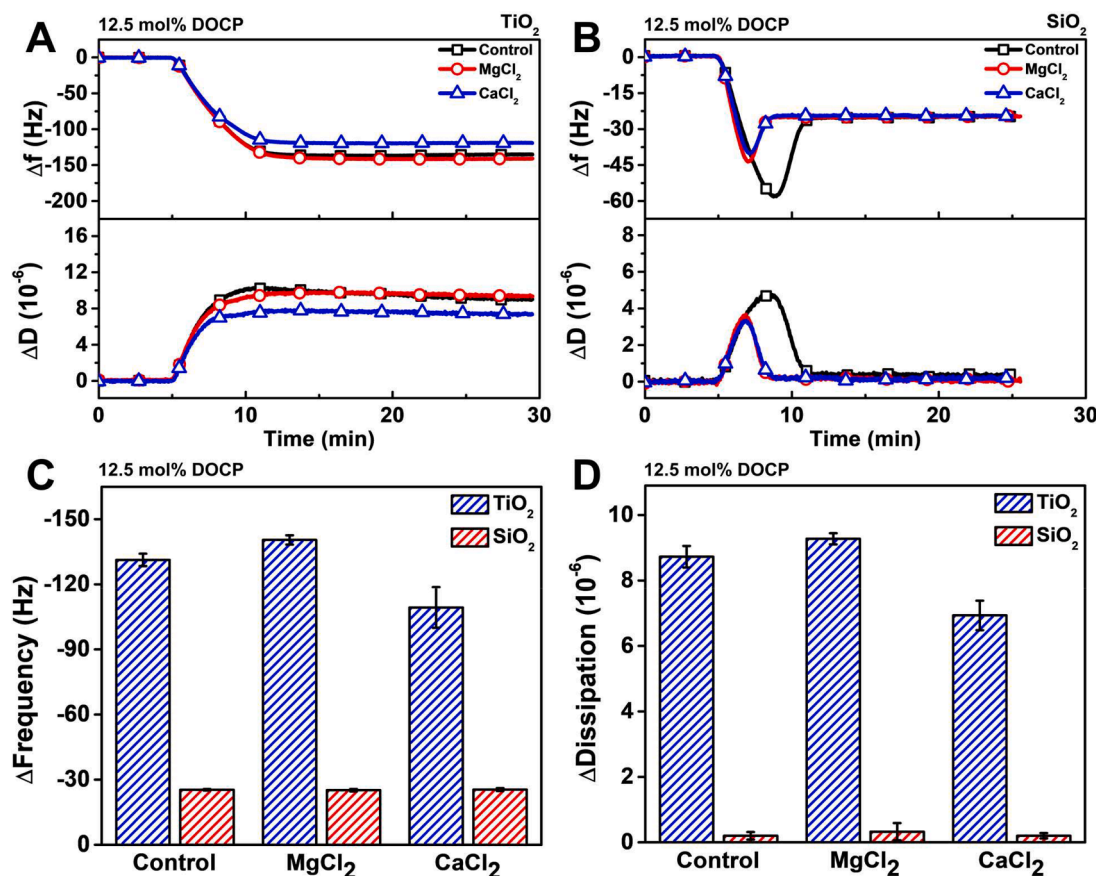 A
12.5 mol% DOCP
TiO₂
Control
MgCl₂
CaCl₂
Δf (Hz)
0
-50
-100
-150
-200
ΔD (10⁻⁶)
16
12
8
4
0
0 10 20 30
Time (min)
B
12.5 mol% DOCP
SiO₂
Control
MgCl₂
CaCl₂
Δf (Hz)
0
-15
-30
-45
-60
ΔD (10⁻⁶)
8
6
4
2
0
0 10 20 30
Time (min)
C
12.5 mol% DOCP
TiO₂
SiO₂
ΔFrequency (Hz)
-150
-120
-90
-60
-30
0
Control MgCl₂ CaCl₂
D
12.5 mol% DOCP
TiO₂
SiO₂
ΔDissipation (10⁻⁶)
10
8
6
4
2
0
Control MgCl₂ CaCl₂